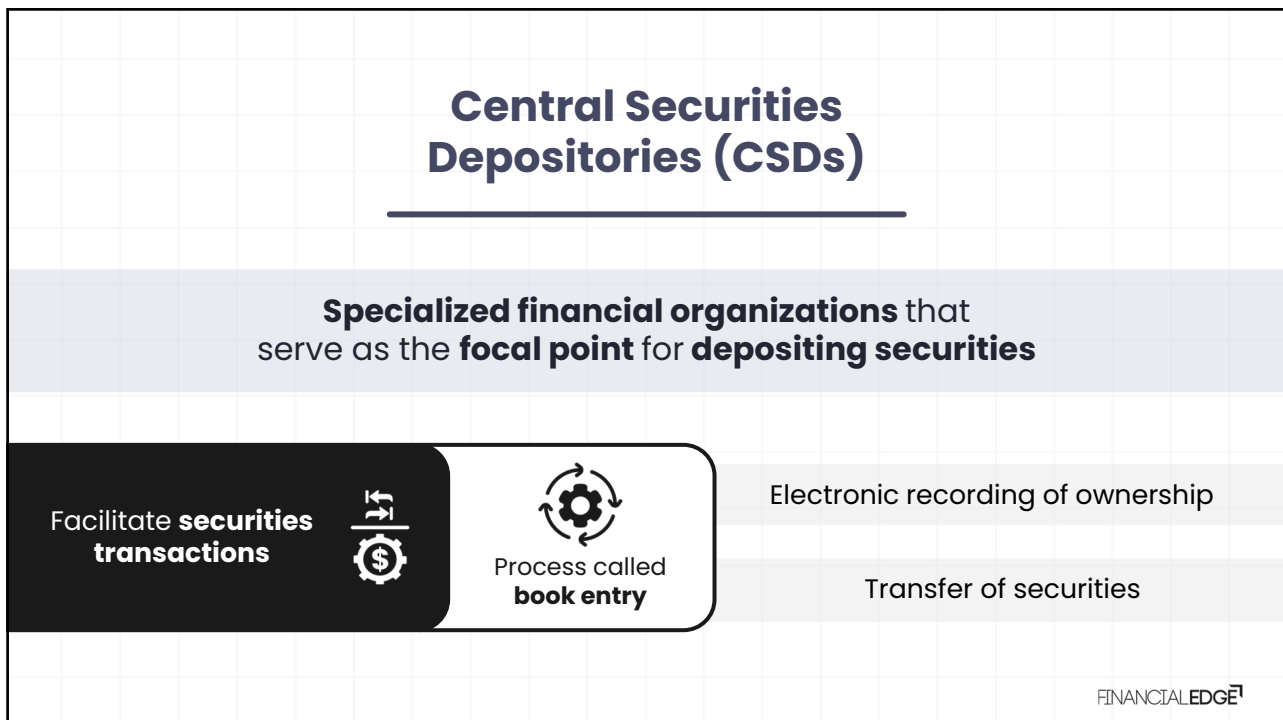 Central Securities
Depositories (CSDs)
Specialized financial organizations that
serve as the focal point for depositing securities
Facilitate securities
transactions
$
Process called
book entry
Electronic recording of ownership
Transfer of securities
FINANCIALEDGE